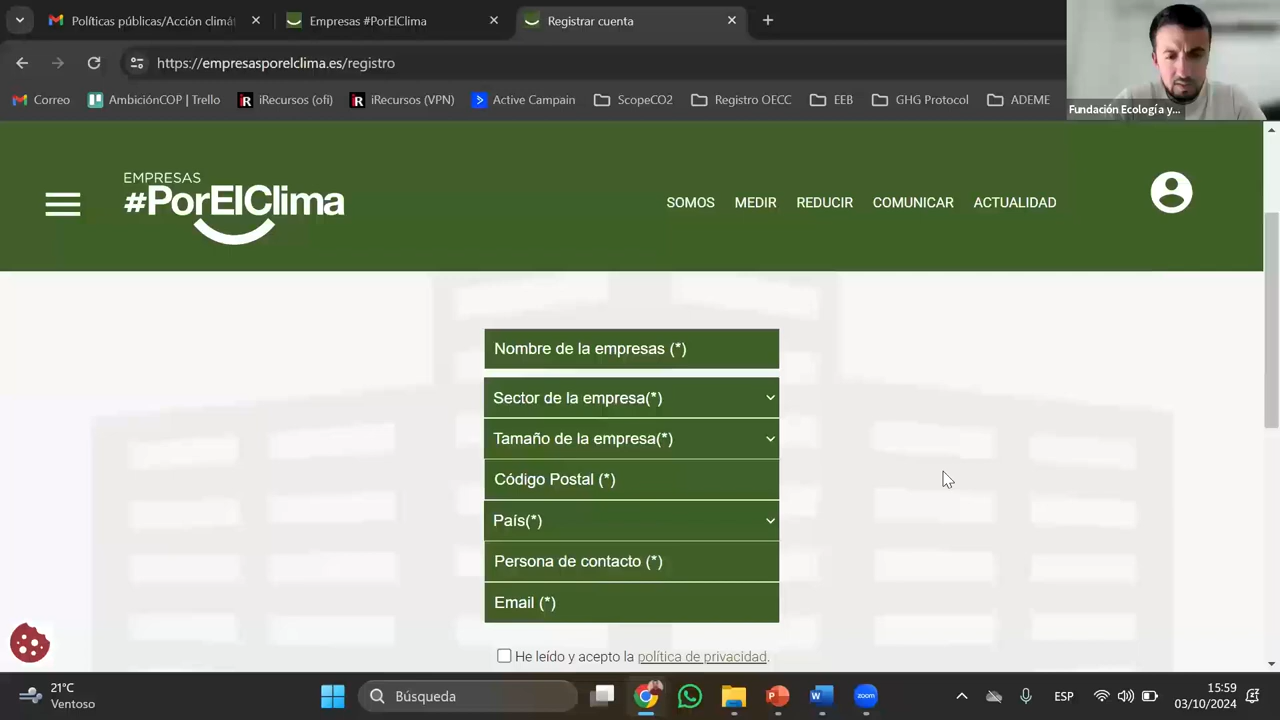 Políticas públicas/Acción climát
Empresas #PorElClima
Registrar cuenta
https://empresasporelclima.es/registro
Correo
AmbiciónCOP | Trello
iRecursos (ofi)
iRecursos (VPN)
Active Campain
ScopeCO2
Registro OECC
EEB
GHG Protocol
ADEME
Fundación Ecología y...
EMPRESAS
#PorElClima
SOMOS MEDIR REDUCIR COMUNICAR ACTUALIDAD
Nombre de la empresas (*)
Sector de la empresa(*)
Tamaño de la empresa(*)
Código Postal (*)
País(*)
Persona de contacto (*)
Email (*)
He leído y acepto la política de privacidad.
21°C
Ventoso
Búsqueda
ESP
15:59
03/10/2024